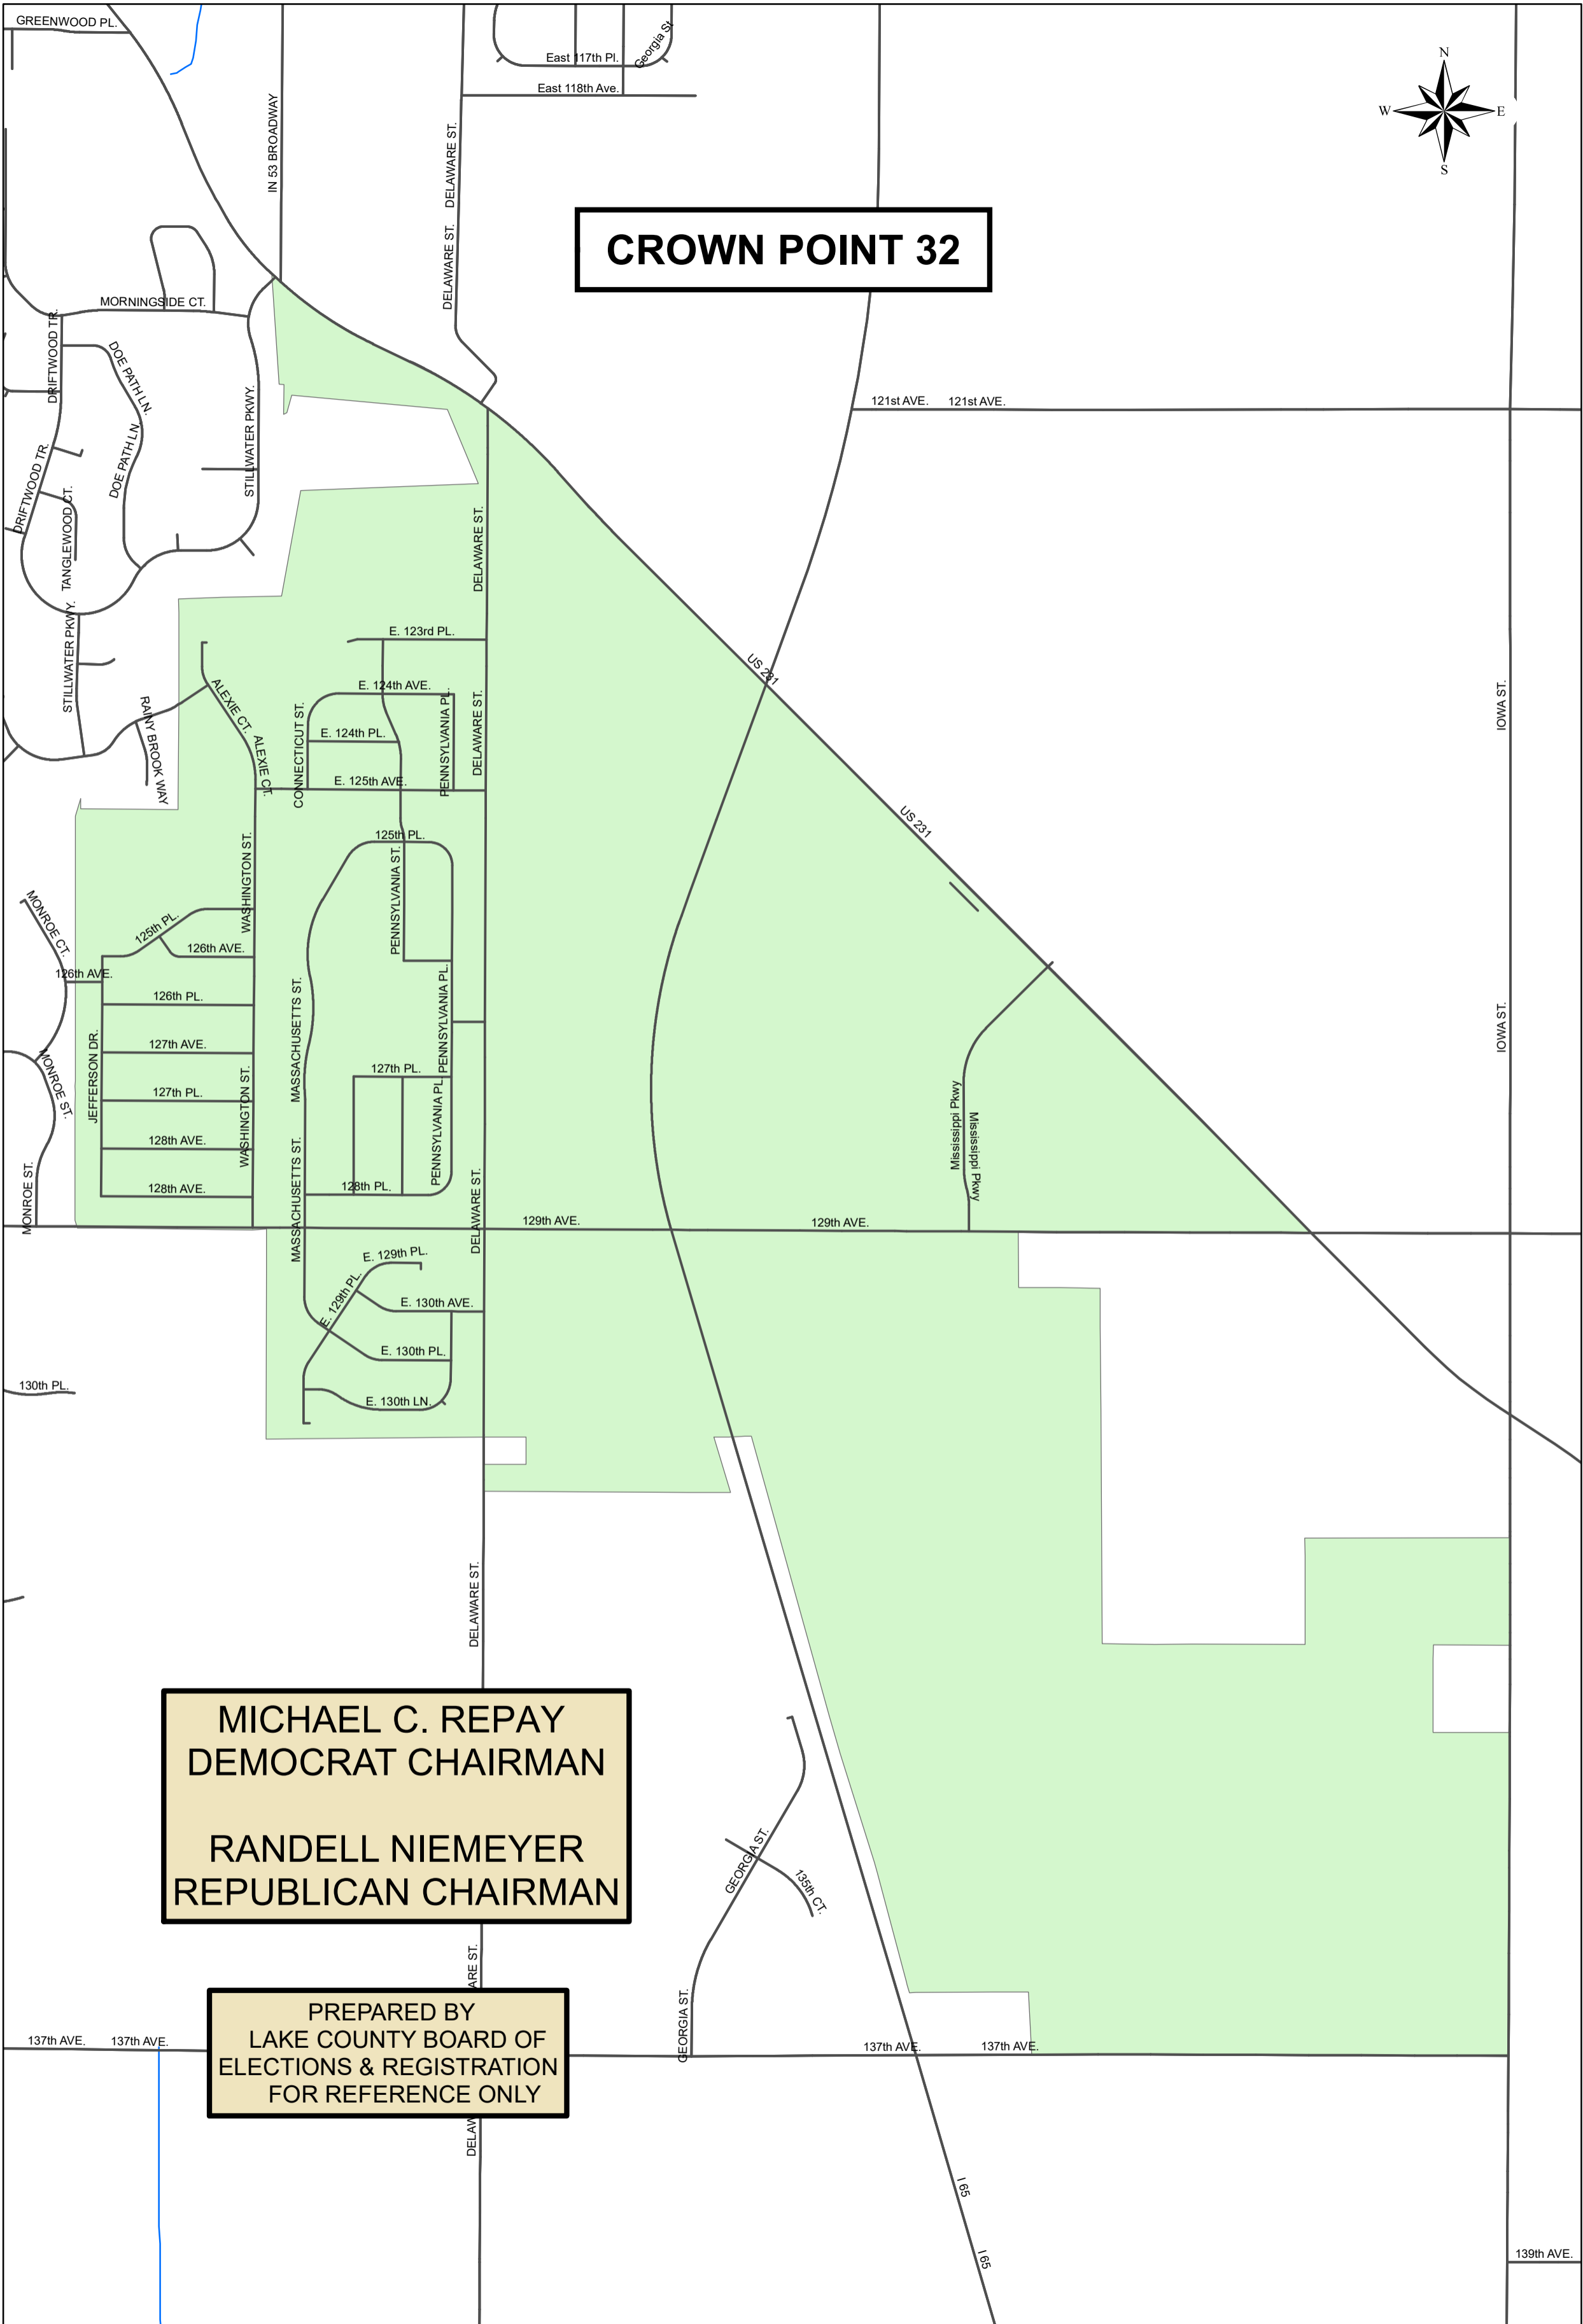 GREENWOOD PL.
East 117th Pl.
Georgia St.
East 118th Ave.
IN 53 BROADWAY
DELAWARE ST.
DELAWARE ST.
DELAWARE ST.
N
W
E
S
CROWN POINT 32
MORNINGSIDE CT.
DRIFTWOOD TR.
DOE PATH LN.
DOE PATH LN.
STILLWATER PKWY.
DRIFTWOOD TR.
TANGLEWOOD CT.
121st AVE.
121st AVE.
DELAWARE ST.
STILLWATER PKWY.
E. 123rd PL.
US 231
RAINY BROOK WAY
ALEXIE CT.
ALEXIE CT.
E. 124th AVE.
CONNECTICUT ST.
E. 124th PL.
PENNSYLVANIA PL.
DELAWARE ST.
IOWA ST.
E. 125th AVE.
US 231
125th PL.
WASHINGTON ST.
PENNSYLVANIA ST.
MONROE CT.
125th PL.
126th AVE.
126th AVE.
126th PL.
MASSACHUSETTS ST.
PENNSYLVANIA PL.
IOWA ST.
127th AVE.
MONROE ST.
JEFFERSON DR.
127th PL.
127th PL.
WASHINGTON ST.
PENNSYLVANIA PL.
Mississippi Pkwy
Mississippi Pkwy
128th AVE.
MASSACHUSETTS ST.
128th AVE.
128th PL.
MONROE ST.
DELAWARE ST.
129th AVE.
129th AVE.
E. 129th PL.
E. 129th PL.
E. 130th AVE.
E. 130th PL.
130th PL.
E. 130th LN.
DELAWARE ST.
MICHAEL C. REPAY
DEMOCRAT CHAIRMAN
RANDELL NIEMEYER
REPUBLICAN CHAIRMAN
GEORGIA ST.
135th CT.
ARE ST.
GEORGIA ST.
PREPARED BY
LAKE COUNTY BOARD OF
ELECTIONS & REGISTRATION
FOR REFERENCE ONLY
137th AVE.
137th AVE.
137th AVE.
137th AVE.
DELAW
I 65
I 65
139th AVE.